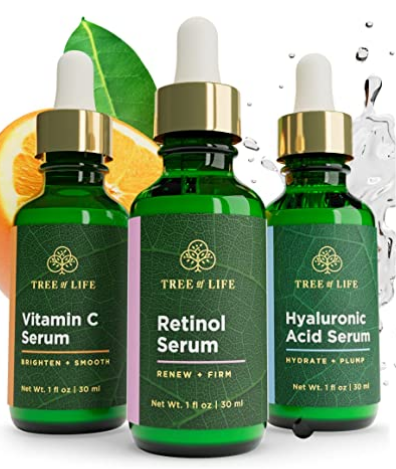 TREE of LIFE
Vitamin C
Serum
BRIGHTEN + SMOOTH
Net Wt. 1 fl oz | 30 ml
TREE of LIFE
Retinol
Serum
RENEW + FIRM
Net Wt. 1 fl oz | 30 ml
TREE of LIFE
Hyaluronic
Acid Serum
HYDRATE + PLUMP
Net Wt. 1 fl oz | 30 ml